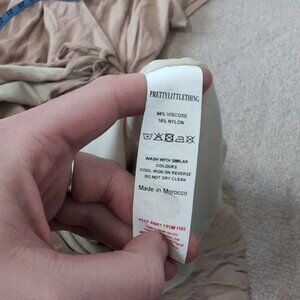 PRETTYLITTLETHING
84% VISCOSE
16% NYLON
WASH WITH SIMILAR
COLOURS
COOL IRON ON REVERSE
DO NOT DRY CLEAN
Made in Morocco
KEEP AWAY FROM FIRE